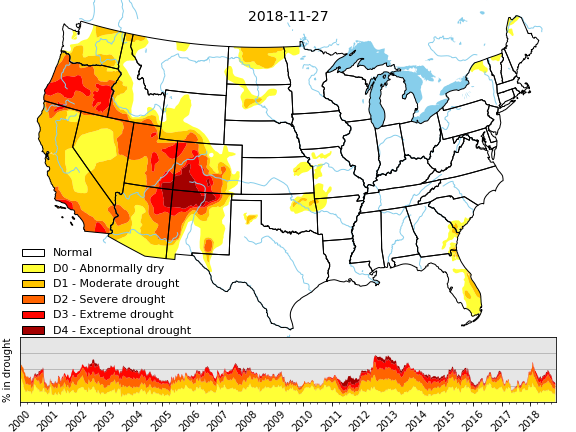 2018-11-27
Normal
D0 - Abnormally dry
D1 - Moderate drought
D2 - Severe drought
D3 - Extreme drought
D4 - Exceptional drought
% in drought
2000 2001 2002 2003 2004 2005 2006 2007 2008 2009 2010 2011 2012 2013 2014 2015 2016 2017 2018